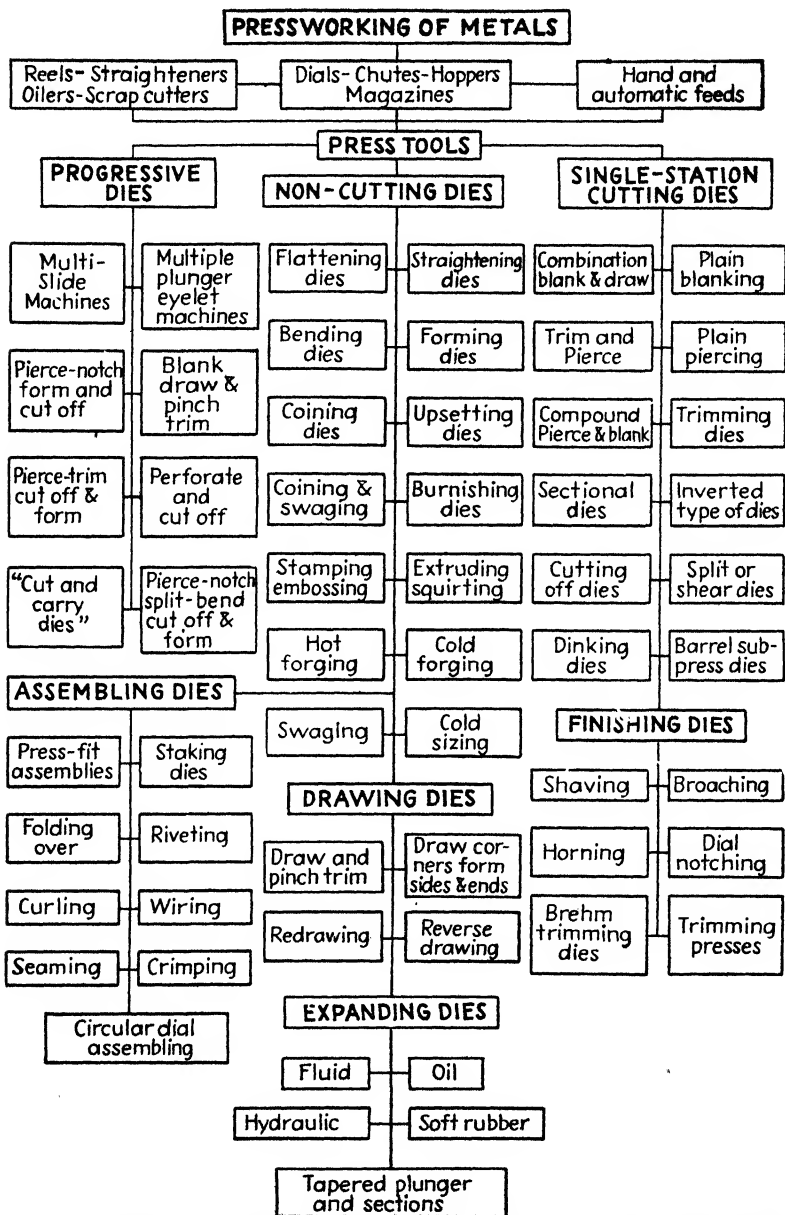 PRESSWORKING OF METALS
Reels-Straighteners
Oilers-Scrap cutters
Dials-Chutes-Hoppers
Magazines
Hand and
automatic feeds
PRESS TOOLS
PROGRESSIVE
DIES
Multi-
Slide
Machines
Multiple
plunger
eyelet
machines
Pierce-notch
form and
cut off
Blank
draw &
pinch
trim
Pierce-trim
cut off &
form
Perforate
and
cut off
"Cut and
carry
dies"
Pierce-notch
split-bend
cut off &
form
NON-CUTTING DIES
Flattening
dies
Straightening
dies
Bending
dies
Forming
dies
Coining
dies
Upsetting
dies
Coining &
swaging
Burnishing
dies
Stamping
embossing
Extruding
squirting
Hot
forging
Cold
forging
Swaging
Cold
sizing
SINGLE-STATION
CUTTING DIES
Combination
blank & draw
Plain
blanking
Trim and
Pierce
Plain
piercing
Compound
Pierce & blank
Trimming
dies
Sectional
dies
Inverted
type of dies
Cutting
off dies
Split or
shear dies
Dinking
dies
Barrel sub-
press dies
ASSEMBLING DIES
Press-fit
assemblies
Staking
dies
Folding
over
Riveting
Curling
Wiring
Seaming
Crimping
Circular dial
assembling
DRAWING DIES
Draw and
pinch trim
Draw cor-
ners form
sides & ends
Redrawing
Reverse
drawing
FINISHING DIES
Shaving
Broaching
Horning
Dial
notching
Brehm
trimming
dies
Trimming
presses
EXPANDING DIES
Fluid
Oil
Hydraulic
Soft rubber
Tapered plunger
and sections